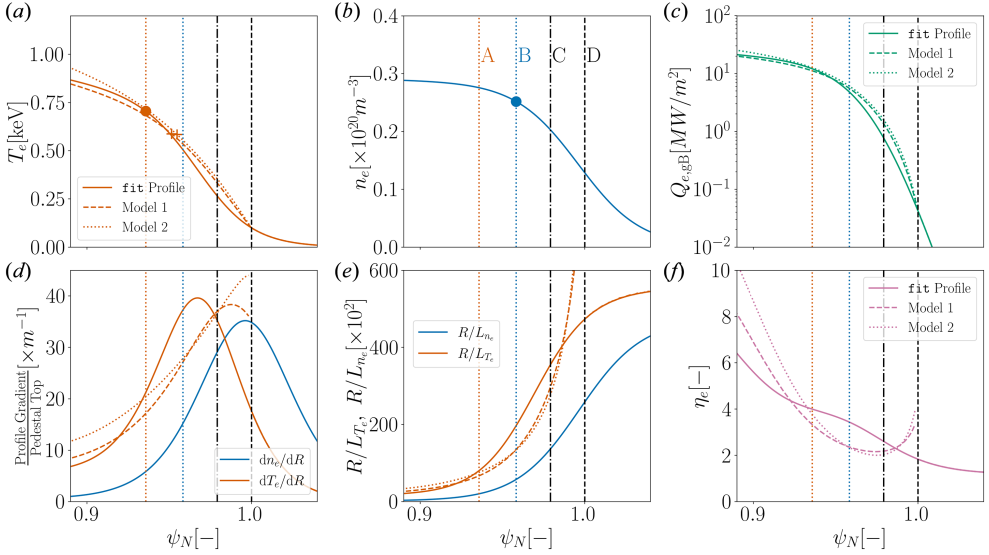 (a)
T_e[keV]
1.00
0.75
0.50
0.25
0.00
fit Profile
Model 1
Model 2
(b)
n_e[×10^20 m^−3]
0.4
0.3
0.2
0.1
0.0
A
B
C
D
(c)
Q_e,gB[MW/m^2]
10^2
10^1
10^0
10^−1
10^−2
fit Profile
Model 1
Model 2
(d)
Profile Gradient
Pedestal Top
[×m^−1]
40
30
20
10
0
dn_e/dR
dT_e/dR
0.9
1.0
ψ_N[−]
(e)
R/L_T_e, R/L_n_e[×10^2]
600
400
200
0
R/L_n_e
R/L_T_e
0.9
1.0
ψ_N[−]
(f)
η_e[−]
10
8
6
4
2
0
fit Profile
Model 1
Model 2
0.9
1.0
ψ_N[−]